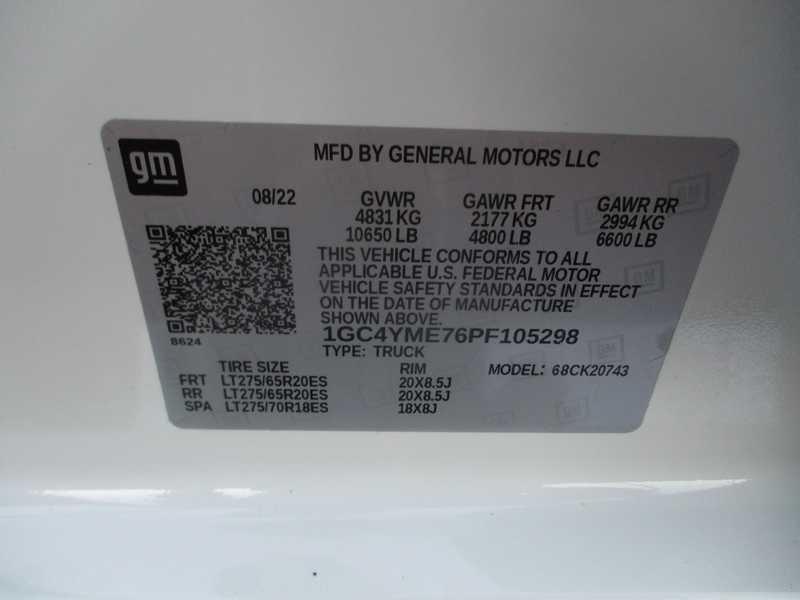 gm
MFD BY GENERAL MOTORS LLC
08/22 GVWR GAWR FRT GAWR RR
4831 KG 2177 KG 2994 KG
10650 LB 4800 LB 6600 LB
THIS VEHICLE CONFORMS TO ALL
APPLICABLE U.S. FEDERAL MOTOR
VEHICLE SAFETY STANDARDS IN EFFECT
ON THE DATE OF MANUFACTURE
SHOWN ABOVE.
8624 1GC4YME76PF105298
TYPE: TRUCK
TIRE SIZE RIM MODEL: 68CK20743
FRT LT275/65R20ES 20X8.5J
RR LT275/65R20ES 20X8.5J
SPA LT275/70R18ES 18X8J